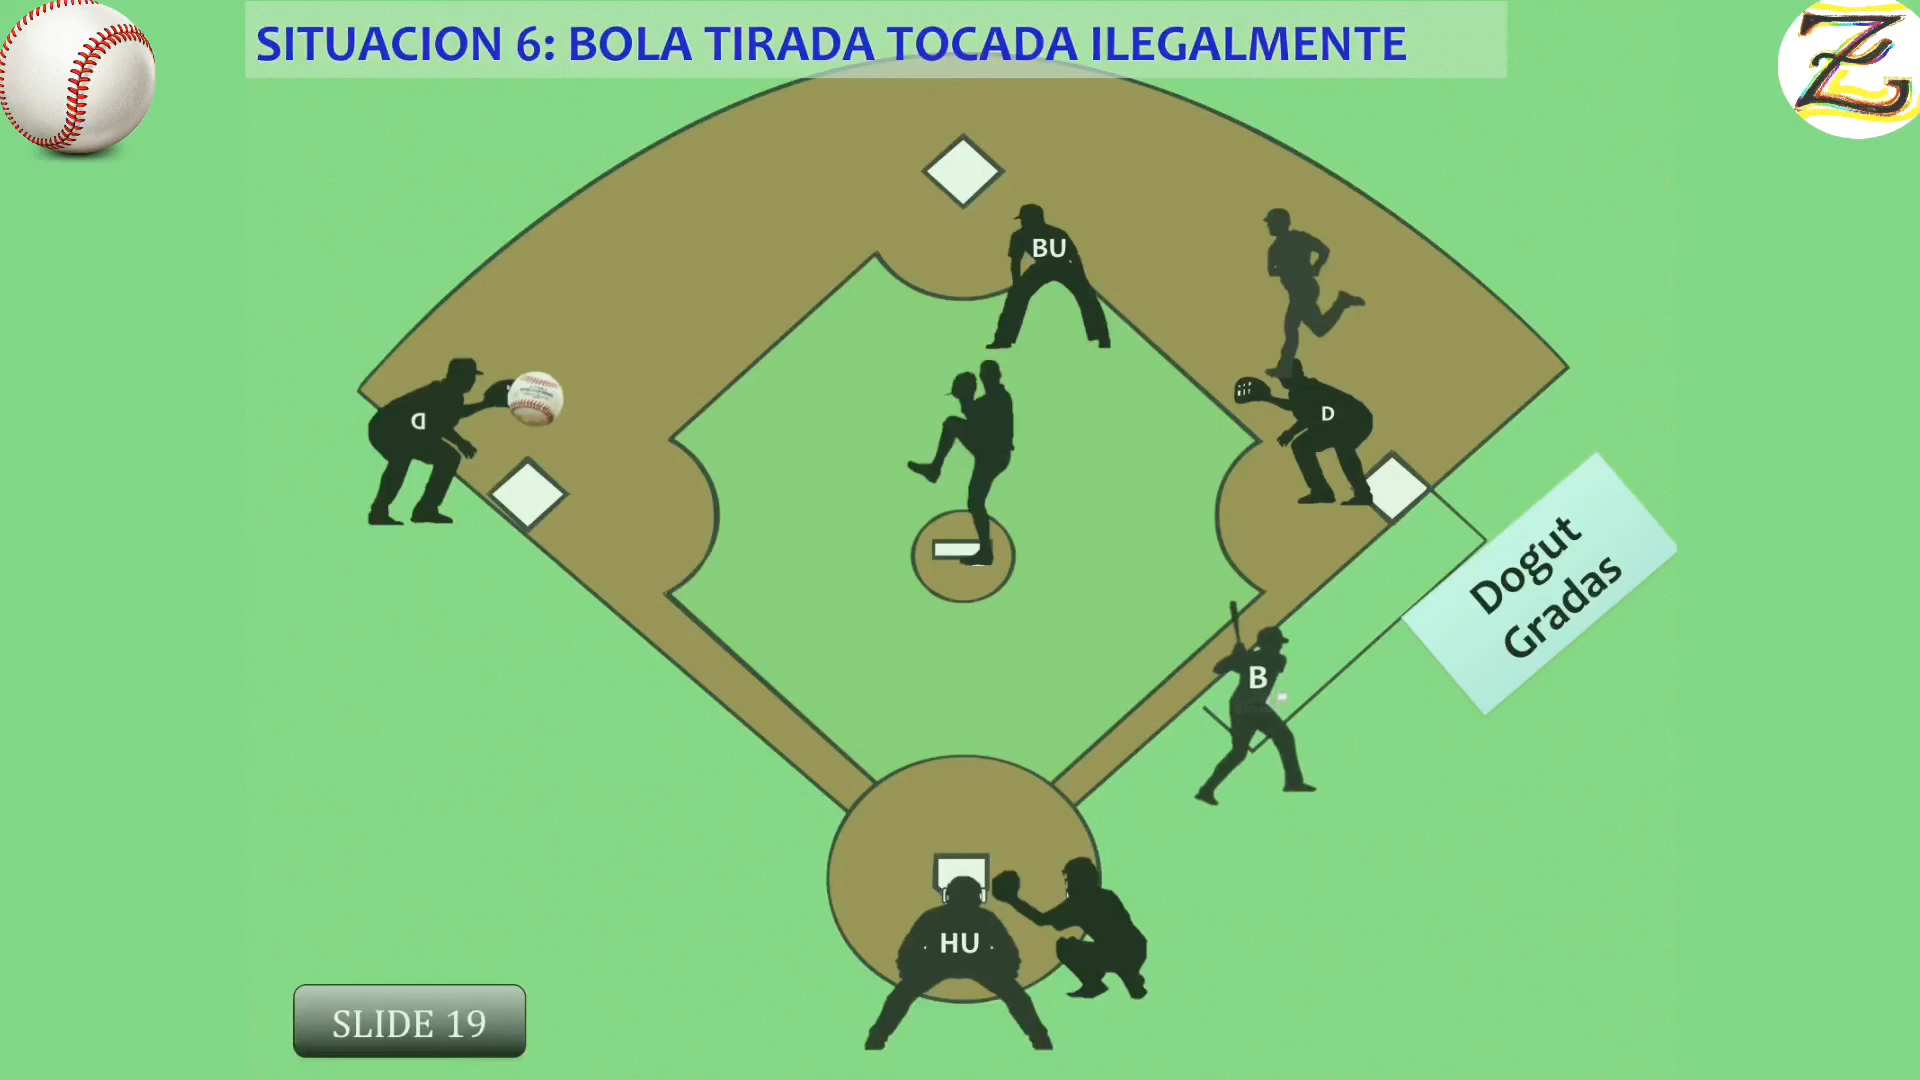 SITUACION 6: BOLA TIRADA TOCADA ILEGALMENTE
Z
BU
D
D
Dogut
Gradas
B
HU
SLIDE 19